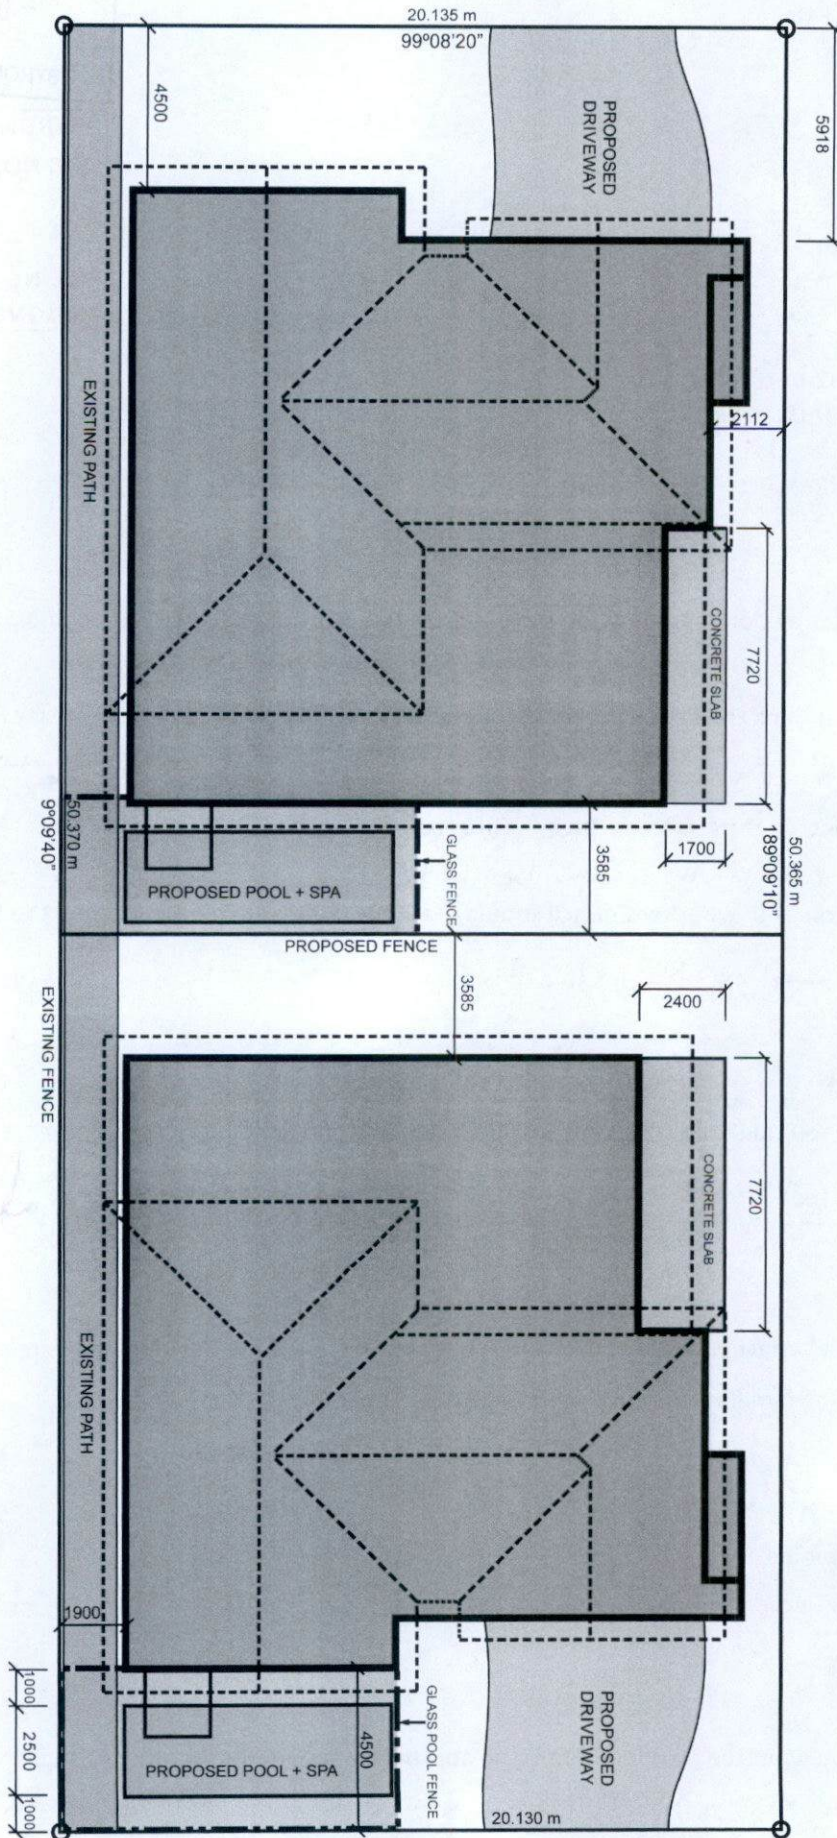 20.135 m
99°08'20"
4500
PROPOSED
DRIVEWAY
5918
EXISTING PATH
2112
CONCRETE SLAB
7720
50.370 m
9°09'40"
GLASS FENCE
3585
1700
50.365 m
189°09'10"
PROPOSED POOL + SPA
PROPOSED FENCE
EXISTING FENCE
3585
2400
CONCRETE SLAB
7720
EXISTING PATH
1900
1000
2500
1000
PROPOSED POOL + SPA
4500
GLASS POOL FENCE
PROPOSED
DRIVEWAY
20.130 m